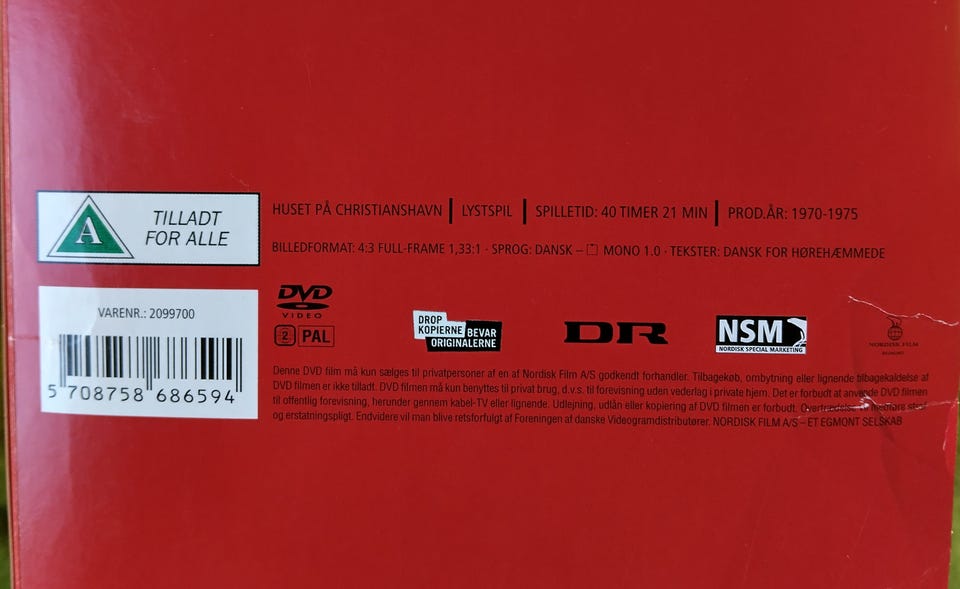 A
TILLADT
FOR ALLE
HUSET PÅ CHRISTIANSHAVN | LYSTSPIL | SPILLETID: 40 TIMER 21 MIN | PROD.ÅR: 1970-1975
BILLEDFORMAT: 4:3 FULL-FRAME 1,33:1 · SPROG: DANSK – MONO 1.0 · TEKSTER: DANSK FOR HØREHÆMMEDE
VARENR.: 2099700
5 708758 686594
DVD
VIDEO
2 PAL
DROP
KOPIERNE BEVAR
ORIGINALERNE
DR
NSM
NORDISK SPECIAL MARKETING
NORDISK FILM
EGMONT
Denne DVD film må kun sælges til privatpersoner af en af Nordisk Film A/S godkendt forhandler. Tilbagekøb, ombytning eller lignende tilbagekaldelse af
DVD filmen er ikke tilladt. DVD filmen må kun benyttes til privat brug, d.v.s. til forevisning uden vederlag i private hjem. Det er forbudt at anvende DVD filmen
til offentlig forevisning, herunder gennem kabel-TV eller lignende. Udlejning, udlån eller kopiering af DVD filmen er forbudt. Overtrædelse vil medføre straf
og erstatningspligt. Endvidere vil man blive retsforfulgt af Foreningen af danske Videogramdistributører. NORDISK FILM A/S – ET EGMONT SELSKAB